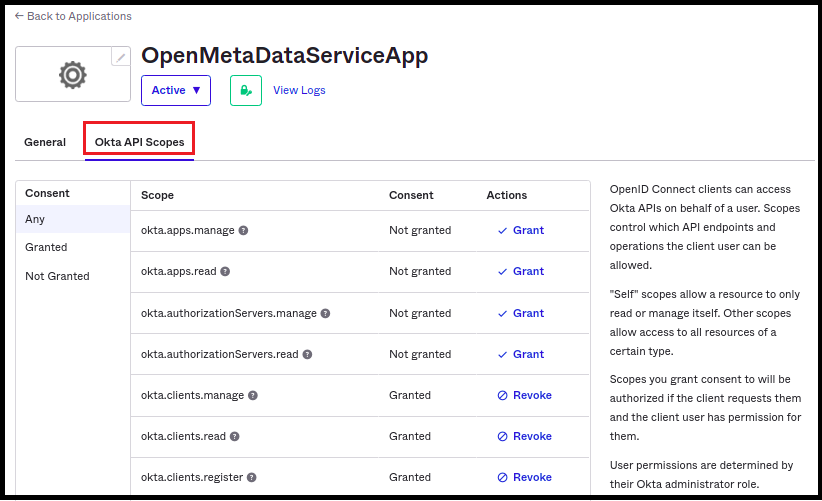 ← Back to Applications
OpenMetaDataServiceApp
Active ▼
View Logs
General
Okta API Scopes
Consent
Any
Granted
Not Granted
Scope Consent Actions
okta.apps.manage ? Not granted ✓ Grant
okta.apps.read ? Not granted ✓ Grant
okta.authorizationServers.manage ? Not granted ✓ Grant
okta.authorizationServers.read ? Not granted ✓ Grant
okta.clients.manage ? Granted Revoke
okta.clients.read ? Granted Revoke
okta.clients.register ? Granted Revoke
OpenID Connect clients can access
Okta APIs on behalf of a user. Scopes
control which API endpoints and
operations the client user can be
allowed.
"Self" scopes allow a resource to only
read or manage itself. Other scopes
allow access to all resources of a
certain type.
Scopes you grant consent to will be
authorized if the client requests them
and the client user has permission for
them.
User permissions are determined by
their Okta administrator role.